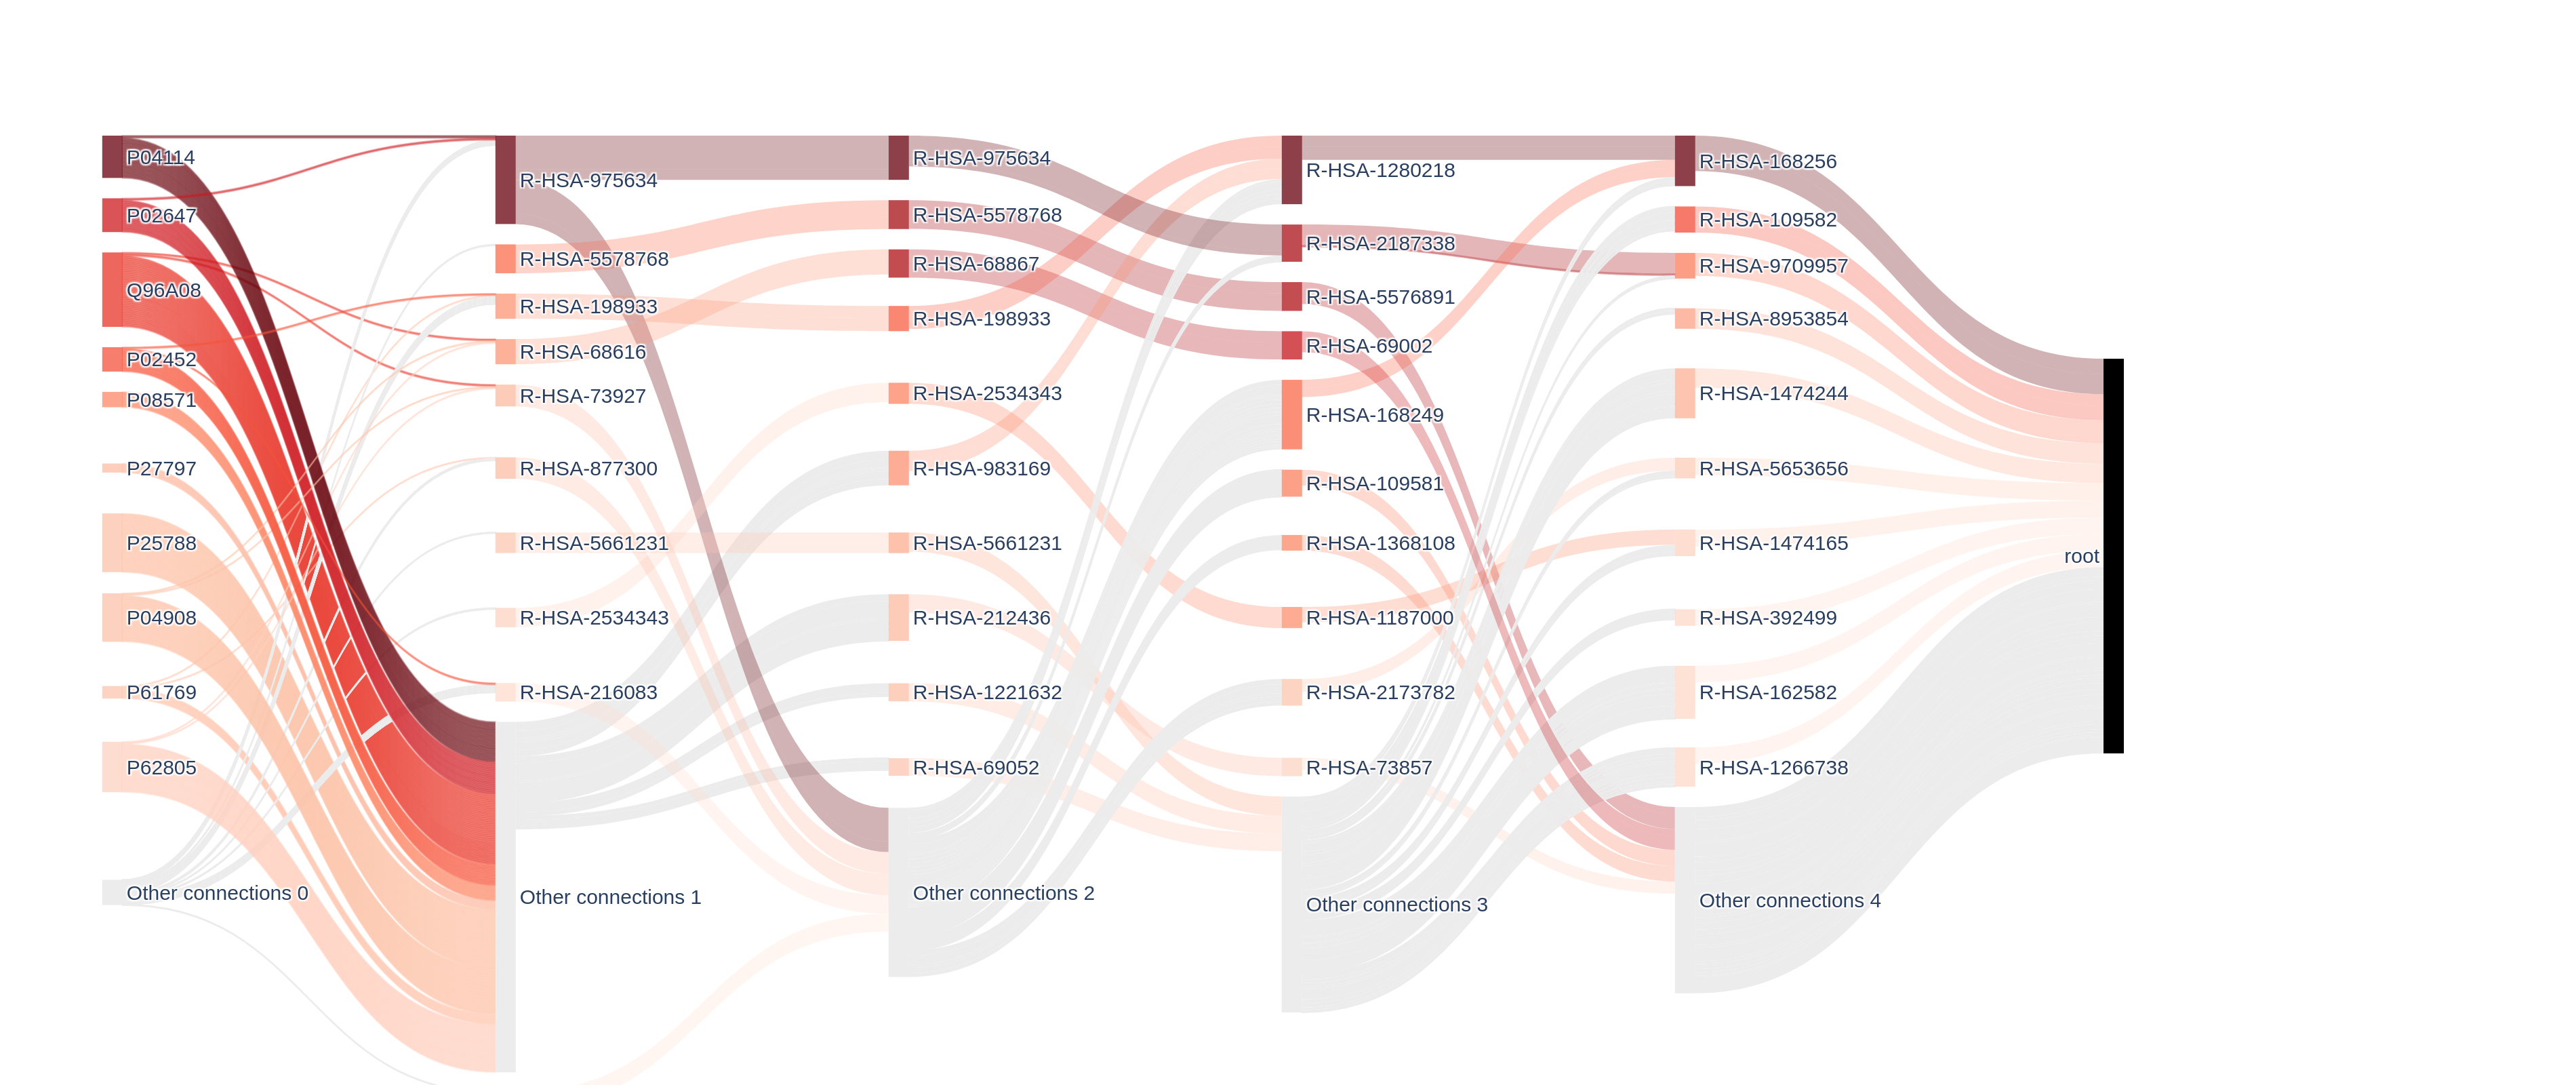 P04114
P02647
Q96A08
P02452
P08571
P27797
P25788
P04908
P61769
P62805
Other connections 0
R-HSA-975634
R-HSA-5578768
R-HSA-198933
R-HSA-68616
R-HSA-73927
R-HSA-877300
R-HSA-5661231
R-HSA-2534343
R-HSA-216083
Other connections 1
R-HSA-975634
R-HSA-5578768
R-HSA-68867
R-HSA-198933
R-HSA-2534343
R-HSA-983169
R-HSA-5661231
R-HSA-212436
R-HSA-1221632
R-HSA-69052
Other connections 2
R-HSA-1280218
R-HSA-2187338
R-HSA-5576891
R-HSA-69002
R-HSA-168249
R-HSA-109581
R-HSA-1368108
R-HSA-1187000
R-HSA-2173782
R-HSA-73857
Other connections 3
R-HSA-168256
R-HSA-109582
R-HSA-9709957
R-HSA-8953854
R-HSA-1474244
R-HSA-5653656
R-HSA-1474165
R-HSA-392499
R-HSA-162582
R-HSA-1266738
Other connections 4
root